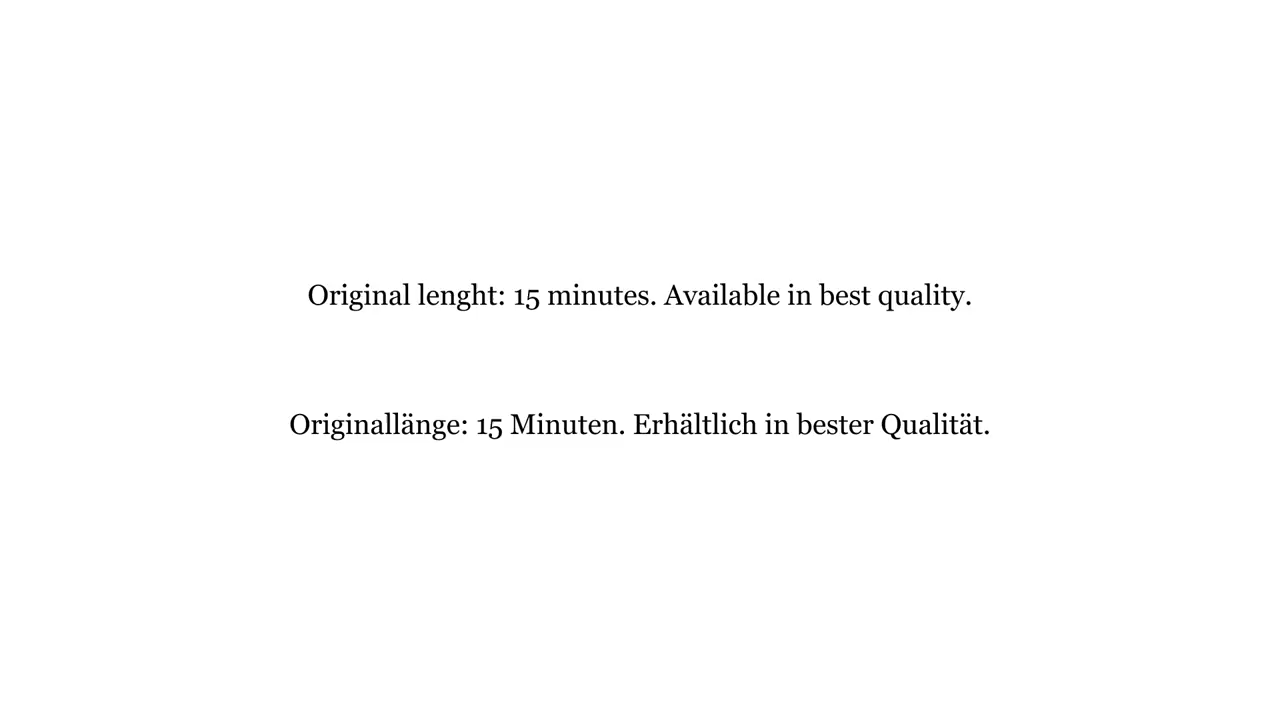 Original lenght: 15 minutes. Available in best quality.
Originallänge: 15 Minuten. Erhältlich in bester Qualität.